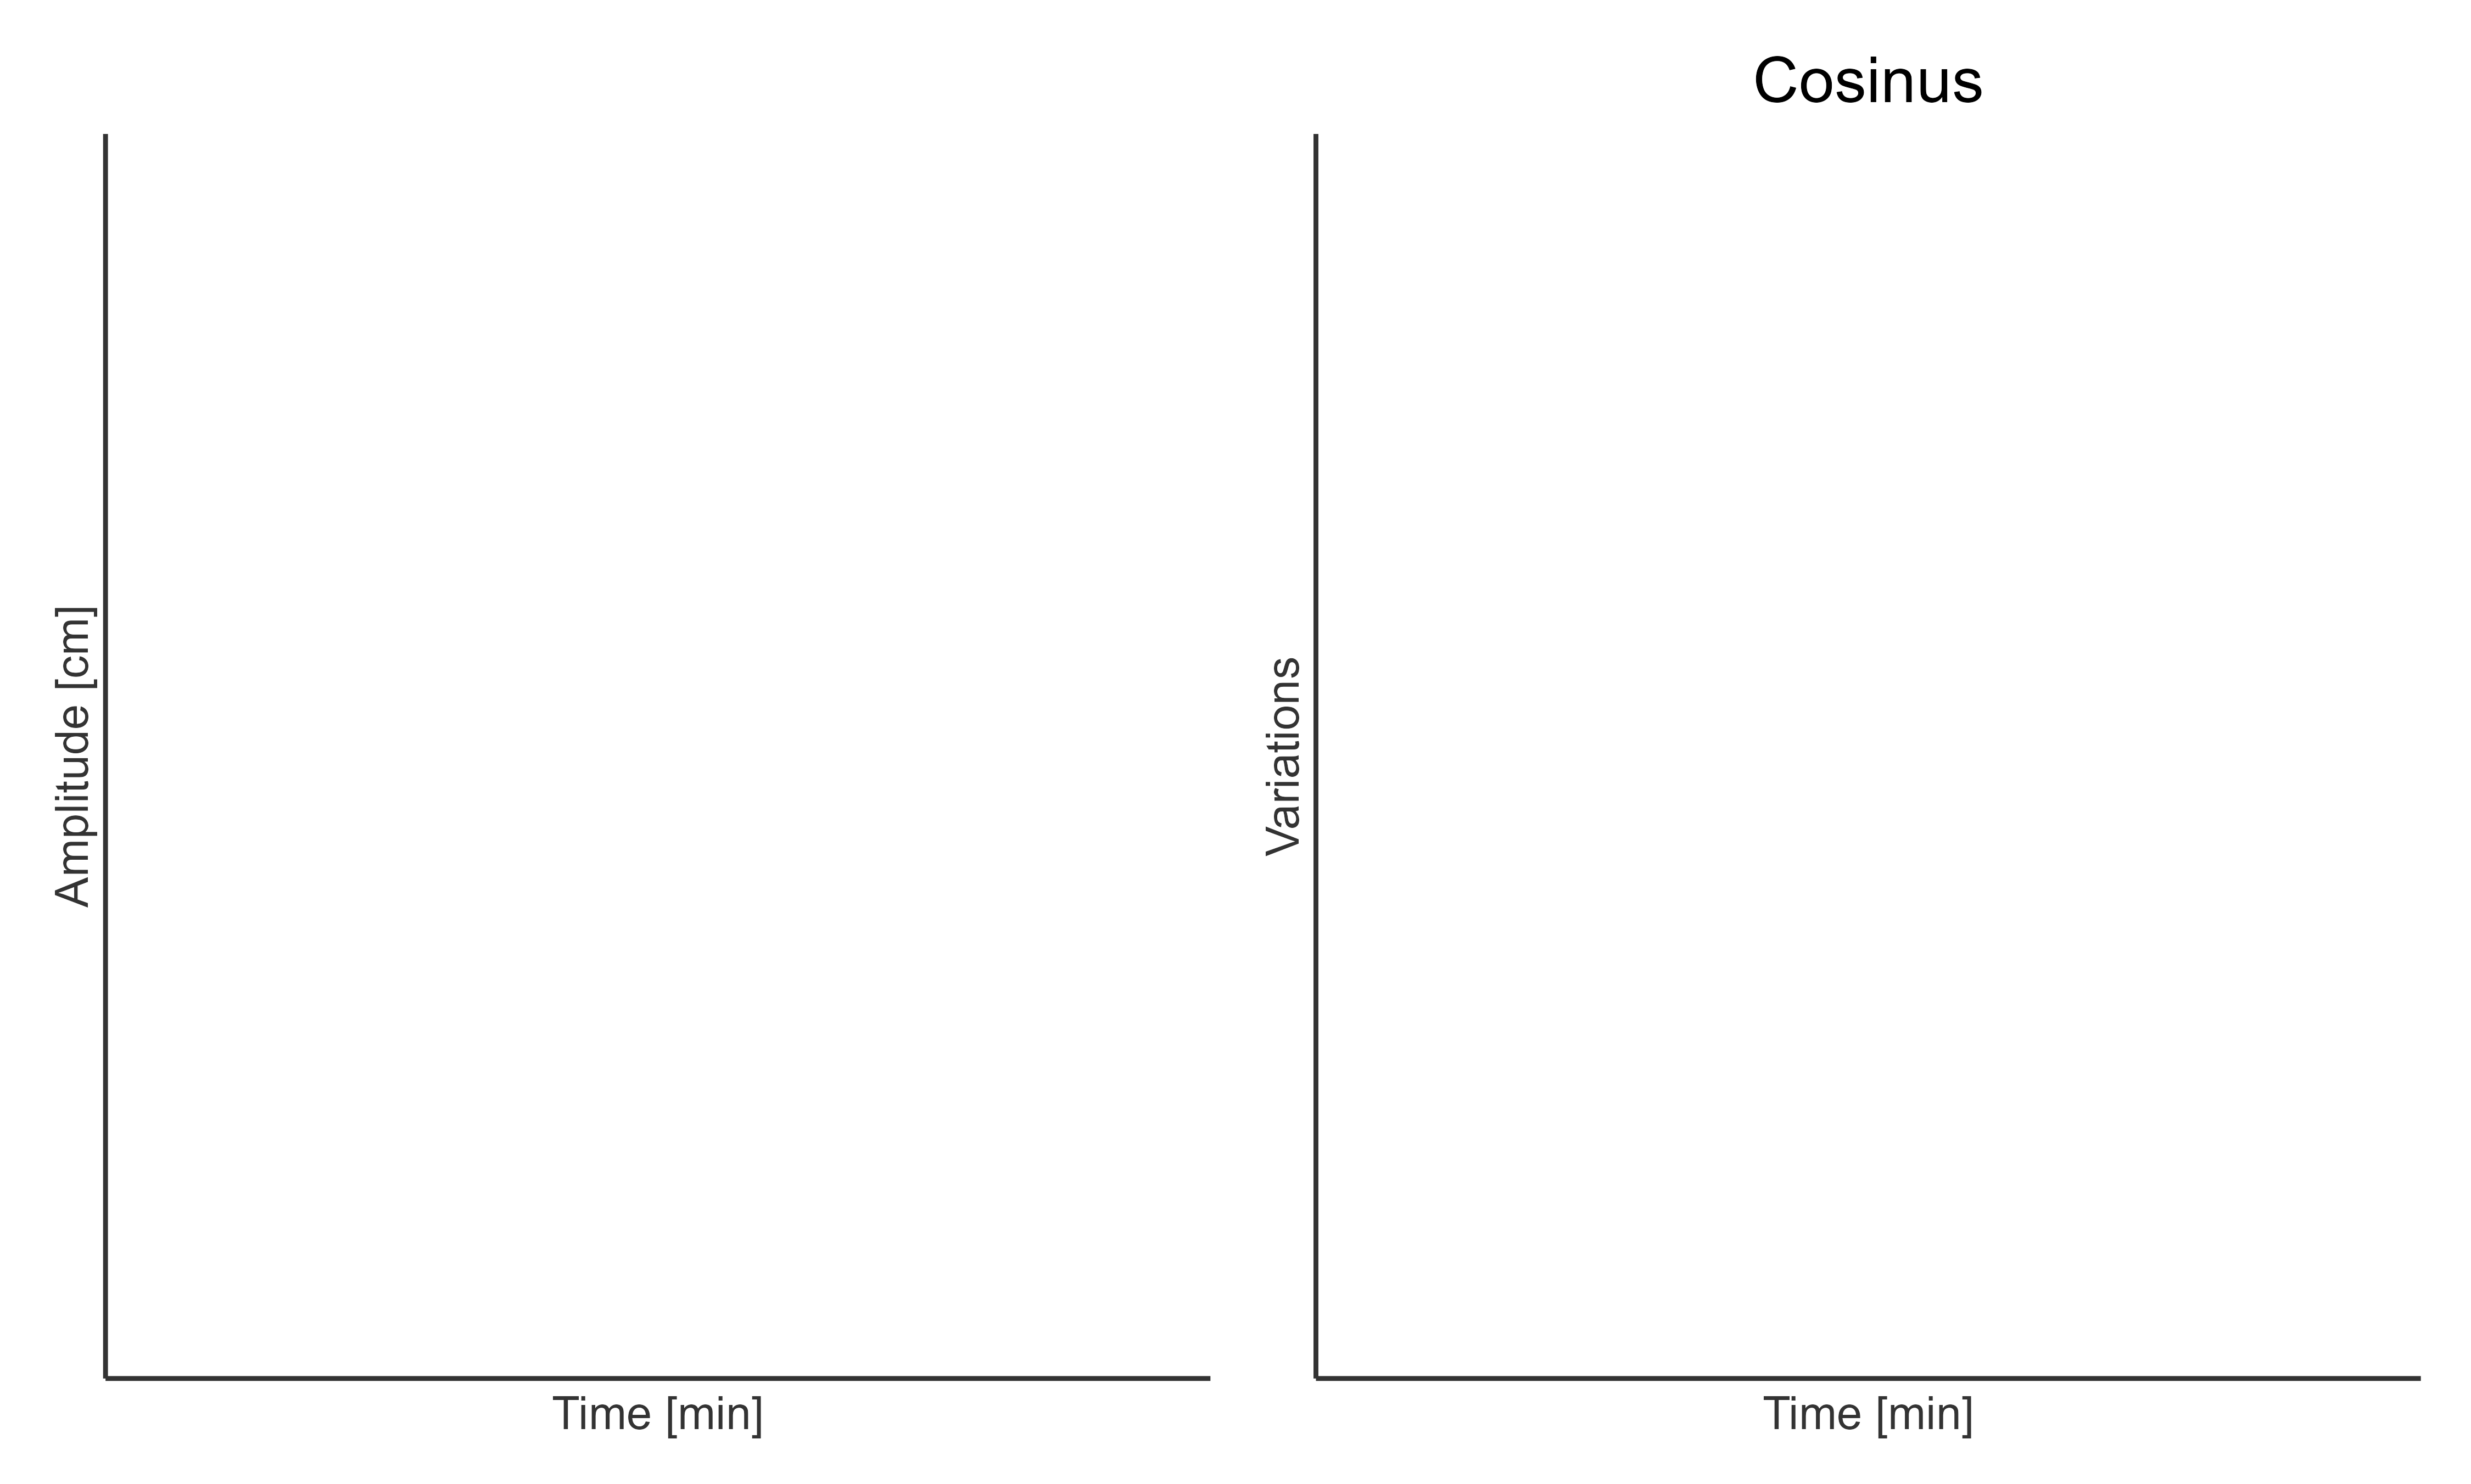 Cosinus
Amplitude [cm]
Time [min]
Variations
Time [min]